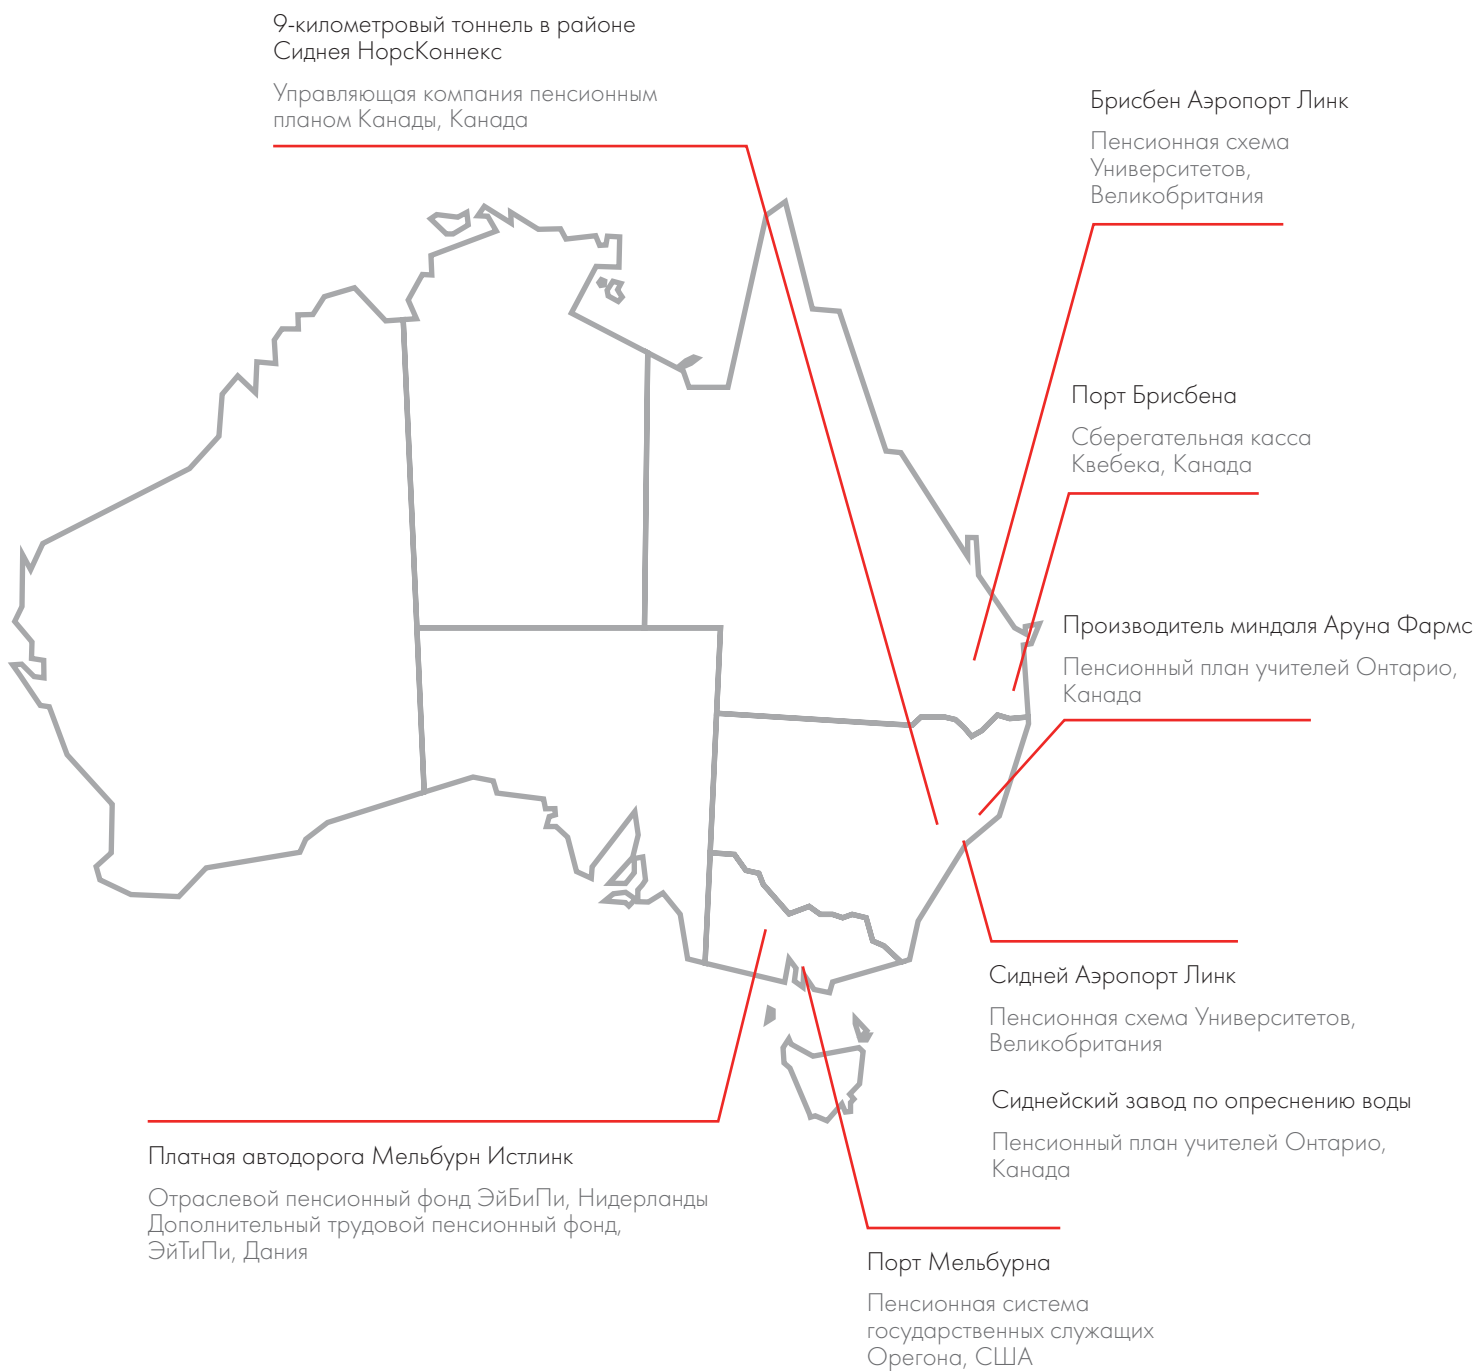 9-километровый тоннель в районе
Сиднея НорсКоннекс
Управляющая компания пенсионным
планом Канады, Канада
Брисбен Аэропорт Линк
Пенсионная схема
Университетов,
Великобритания
Порт Брисбена
Сберегательная касса
Квебека, Канада
Производитель миндаля Аруна Фармс
Пенсионный план учителей Онтарио,
Канада
Сидней Аэропорт Линк
Пенсионная схема Университетов,
Великобритания
Сиднейский завод по опреснению воды
Пенсионный план учителей Онтарио,
Канада
Платная автодорога Мельбурн Истлинк
Отраслевой пенсионный фонд ЭйБиПи, Нидерланды
Дополнительный трудовой пенсионный фонд,
ЭйТиПи, Дания
Порт Мельбурна
Пенсионная система
государственных служащих
Орегона, США